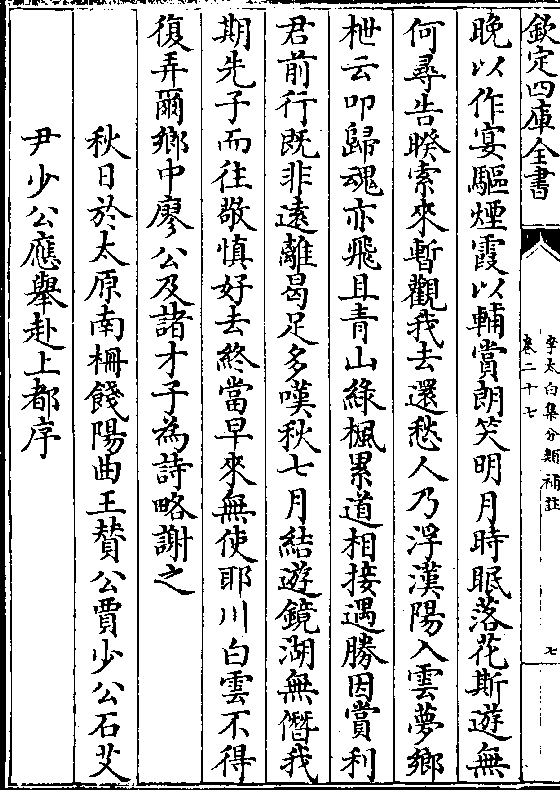 欽定四庫全書
李太白集分類補註
卷二十七
七
晚以作宴驅煙霞以輔賞朗笑明月時眠落花斯遊無
何尋告睽索來暫觀我去還愁人乃浮漢陽入雲夢鄉
枻云叩歸魂亦飛且青山綠楓累道相接遇勝因賞利
君前行既非遠離曷足多嘆秋七月結遊鏡湖無僭我
期先子而往敬慎好去終當早來無使耶川白雲不得
復弄爾鄉中廖公及諸才子為詩略謝之
秋日於太原南柵餞陽曲王贊公賈少公石艾
尹少公應舉赴上都序